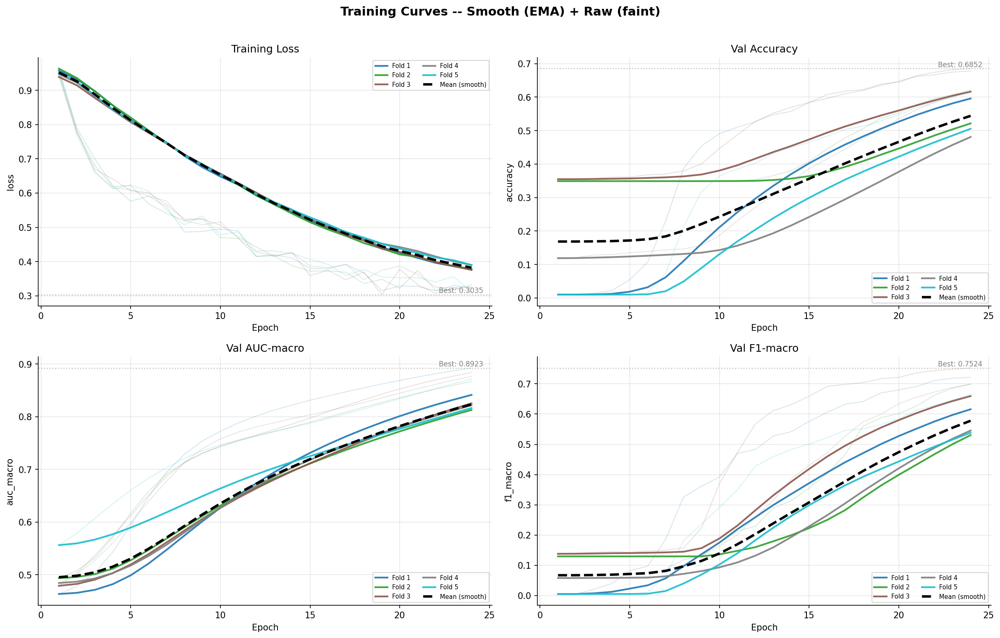 Training Curves -- Smooth (EMA) + Raw (faint)
Training Loss
loss
0.9
0.8
0.7
0.6
0.5
0.4
0.3
Fold 1
Fold 2
Fold 3
Fold 4
Fold 5
Mean (smooth)
Best: 0.3035
0 5 10 15 20 25
Epoch
Val Accuracy
accuracy
0.7
0.6
0.5
0.4
0.3
0.2
0.1
0.0
Best: 0.6852
Fold 1
Fold 2
Fold 3
Fold 4
Fold 5
Mean (smooth)
0 5 10 15 20 25
Epoch
Val AUC-macro
auc_macro
0.9
0.8
0.7
0.6
0.5
Best: 0.8923
Fold 1
Fold 2
Fold 3
Fold 4
Fold 5
Mean (smooth)
0 5 10 15 20 25
Epoch
Val F1-macro
f1_macro
0.7
0.6
0.5
0.4
0.3
0.2
0.1
0.0
Best: 0.7524
Fold 1
Fold 2
Fold 3
Fold 4
Fold 5
Mean (smooth)
0 5 10 15 20 25
Epoch